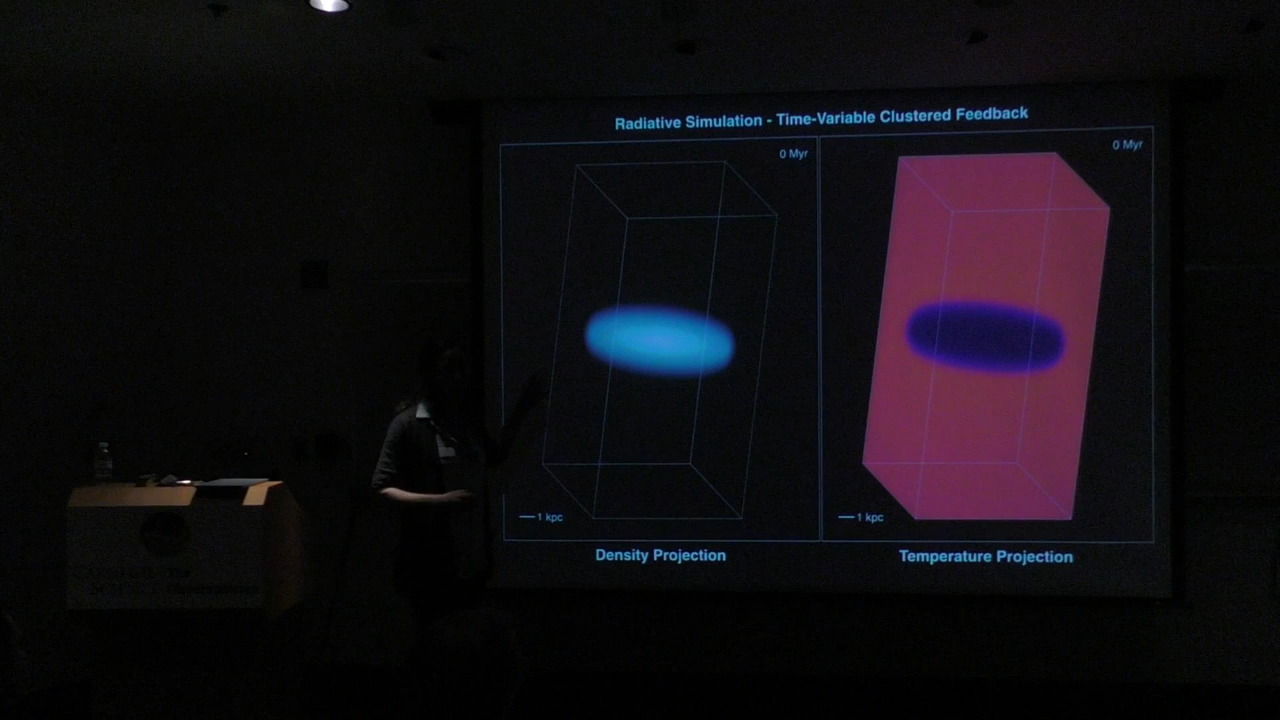 Radiative Simulation - Time-Variable Clustered Feedback
0 Myr
0 Myr
1 kpc
1 kpc
Density Projection
Temperature Projection